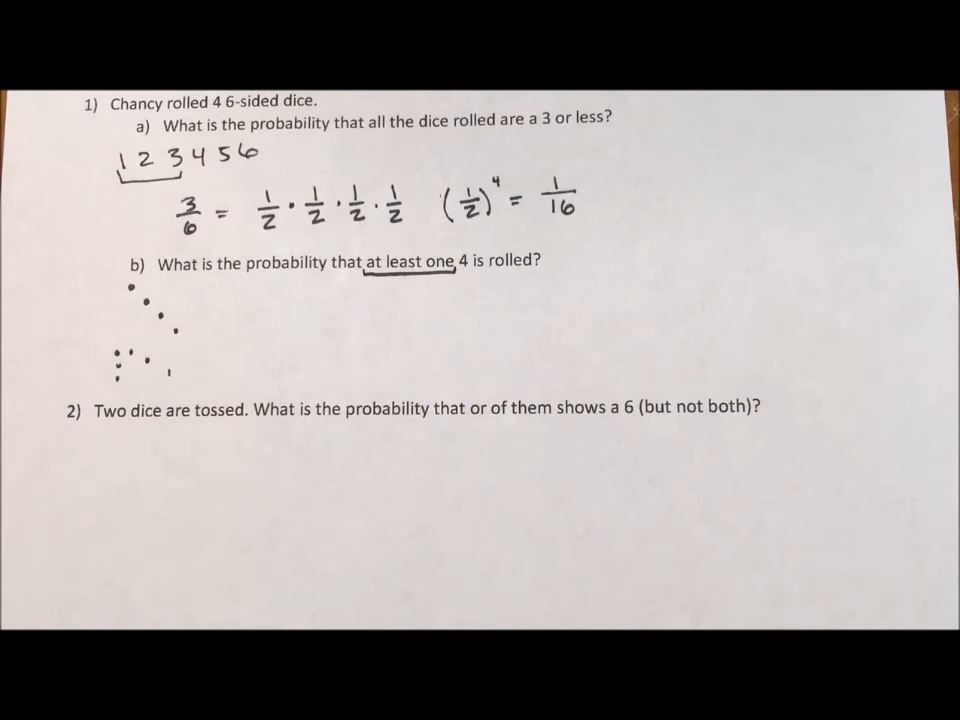 1) Chancy rolled 4 6-sided dice.
a) What is the probability that all the dice rolled are a 3 or less?
1 2 3 4 5 6
3/6 = 1/2 · 1/2 · 1/2 · 1/2 (1/2)⁴ = 1/16
b) What is the probability that at least one 4 is rolled?
2) Two dice are tossed. What is the probability that or of them shows a 6 (but not both)?